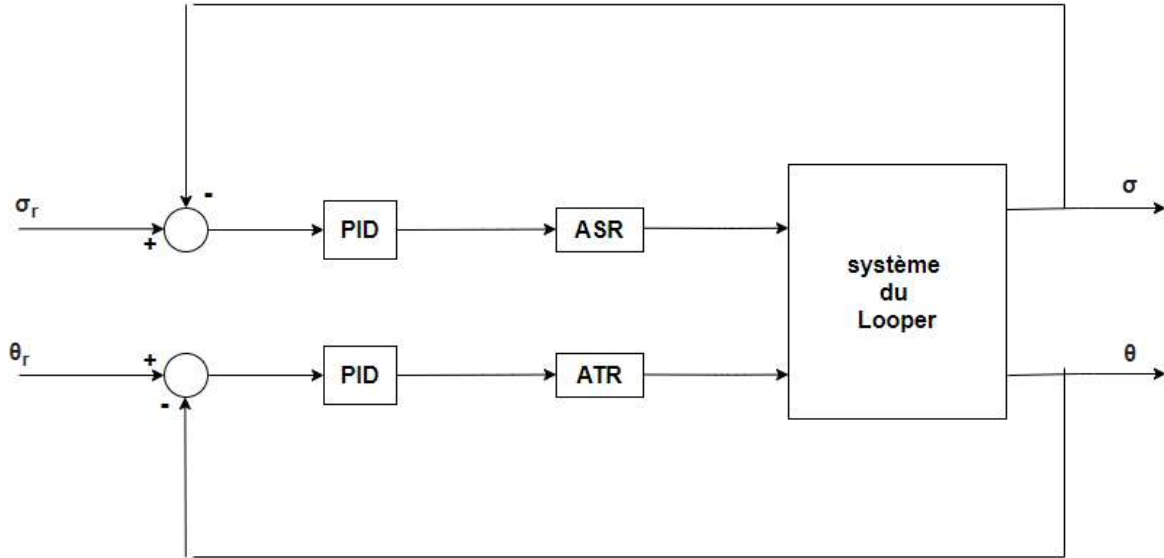 -
σr
+
PID
ASR
σ
système
du
Looper
θr
+
-
PID
ATR
θ